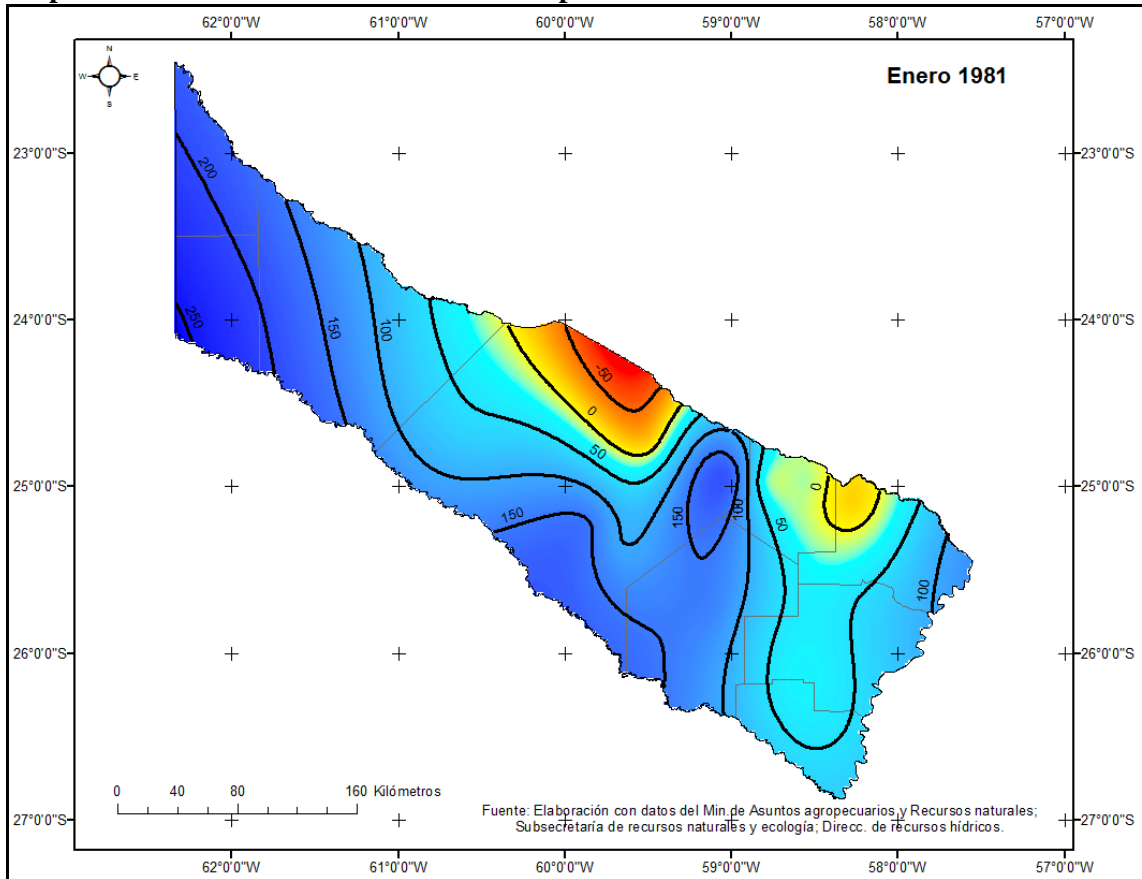 62°0'0"W 61°0'0"W 60°0'0"W 59°0'0"W 58°0'0"W 57°0'0"W
N
W E
S
Enero 1981
23°0'0"S 23°0'0"S
200
24°0'0"S 24°0'0"S
250
150
100
-50
0
50
25°0'0"S 25°0'0"S
0
150
150
100
50
100
26°0'0"S 26°0'0"S
0 40 80 160 Kilómetros
Fuente: Elaboración con datos del Min.de Asuntos agropecuarios y Recursos naturales;
Subsecretaría de recursos naturales y ecología; Direcc. de recursos hídricos.
27°0'0"S 27°0'0"S
62°0'0"W 61°0'0"W 60°0'0"W 59°0'0"W 58°0'0"W 57°0'0"W